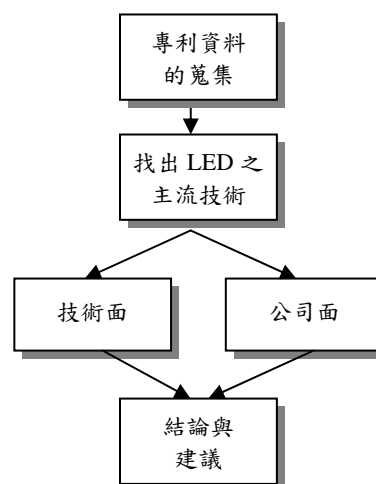 專利資料
的蒐集
找出 LED 之
主流技術
技術面
公司面
結論與
建議